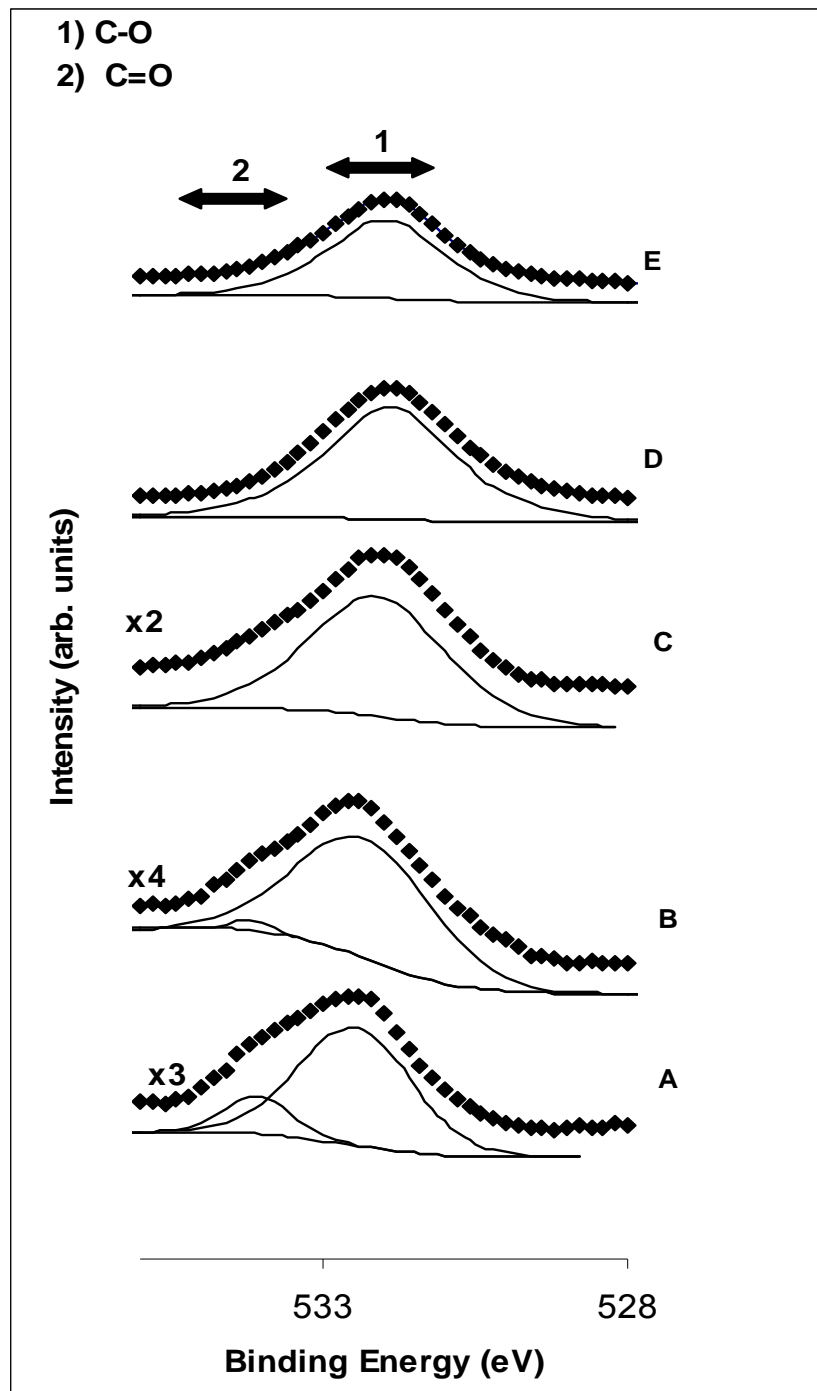 1) C-O
2) C=O
1
2
E
D
x2
C
Intensity (arb. units)
x4
B
x3
A
533
528
Binding Energy (eV)